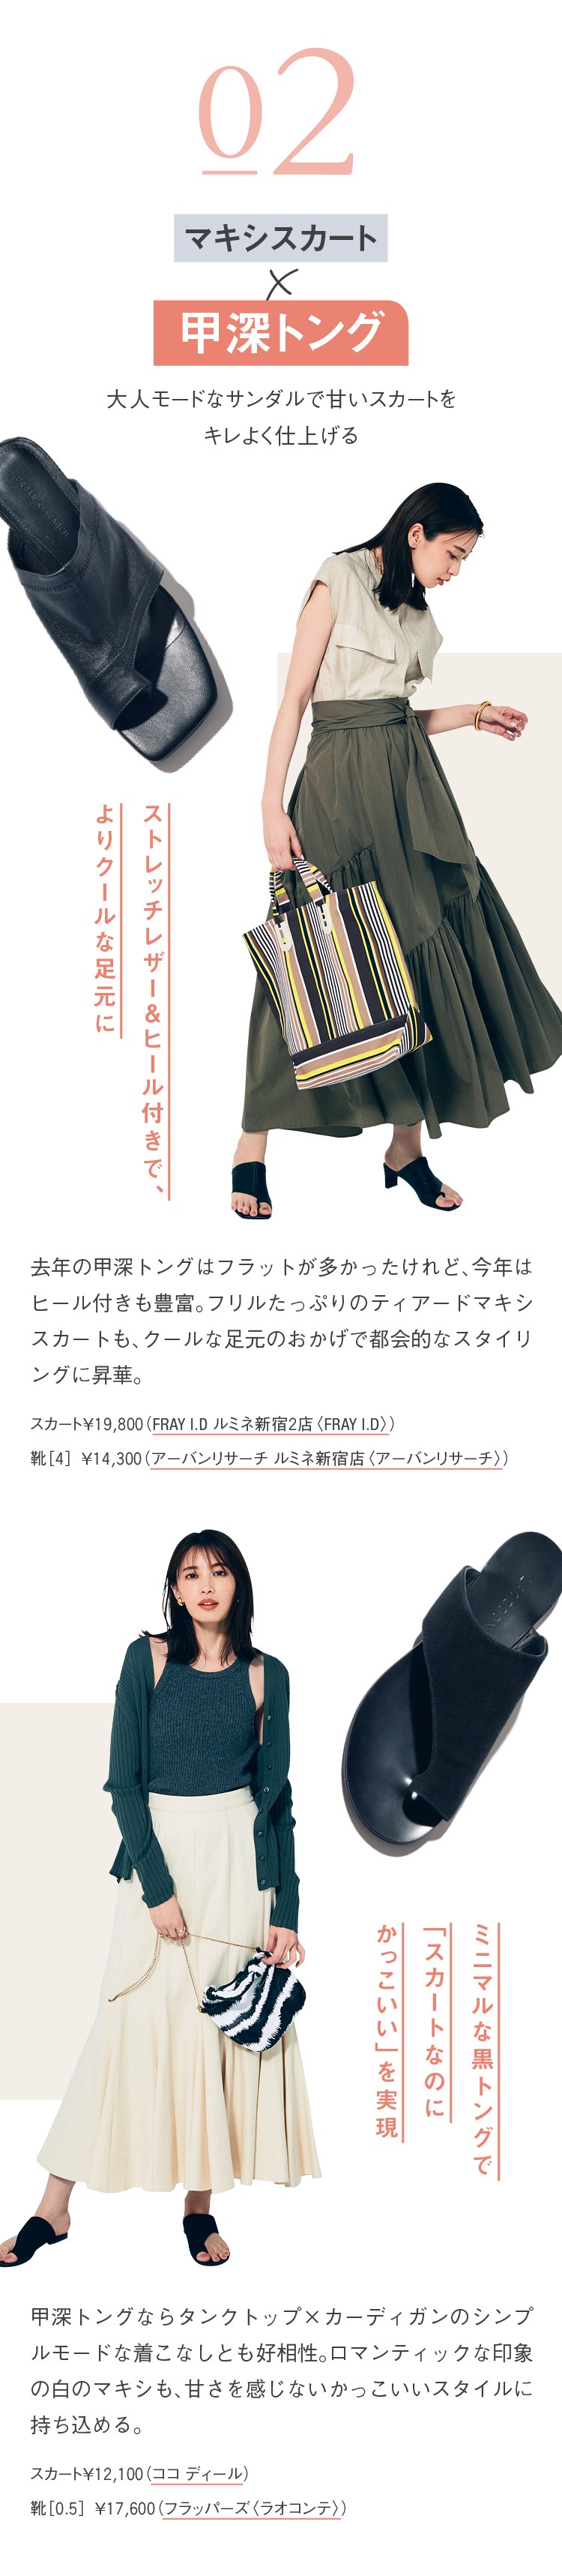 02
マキシスカート
×
甲深トング
大人モードなサンダルで甘いスカートを
キレよく仕上げる
ストレッチレザー&ヒール付きで、
よりクールな足元に
去年の甲深トングはフラットが多かったけれど、今年は
ヒール付きも豊富。フリルたっぷりのティアードマキシ
スカートも、クールな足元のおかげで都会的なスタイリ
ングに昇華。
スカート¥19,800（FRAY I.D ルミネ新宿2店〈FRAY I.D〉）
靴［4］ ¥14,300（アーバンリサーチ ルミネ新宿店〈アーバンリサーチ〉）
ミニマルな黒トングで
「スカートなのに
かっこいい」を実現
甲深トングならタンクトップ×カーディガンのシンプ
ルモードな着こなしとも好相性。ロマンティックな印象
の白のマキシも、甘さを感じないかっこいいスタイルに
持ち込める。
スカート¥12,100（ココ ディール）
靴［0.5］ ¥17,600（フラッパーズ〈ラオコンテ〉）